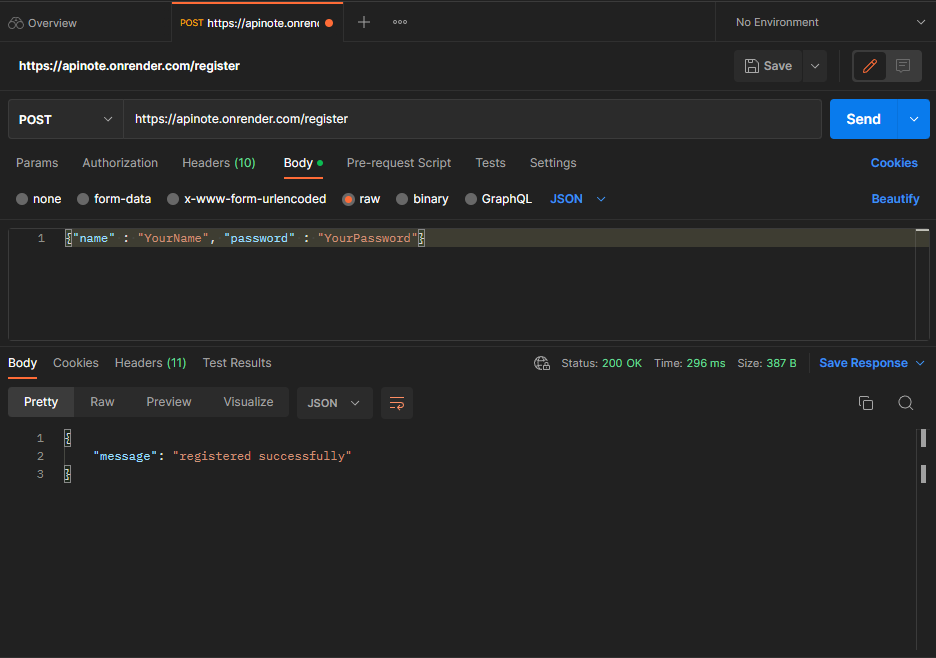 Overview
POST https://apinote.onren
No Environment
https://apinote.onrender.com/register
Save
POST
https://apinote.onrender.com/register
Send
Params Authorization Headers (10) Body Pre-request Script Tests Settings Cookies
none form-data x-www-form-urlencoded raw binary GraphQL JSON Beautify
1 {"name" : "YourName", "password" : "YourPassword"}
Body Cookies Headers (11) Test Results Status: 200 OK Time: 296 ms Size: 387 B Save Response
Pretty Raw Preview Visualize JSON
1 {
2 "message": "registered successfully"
3 }